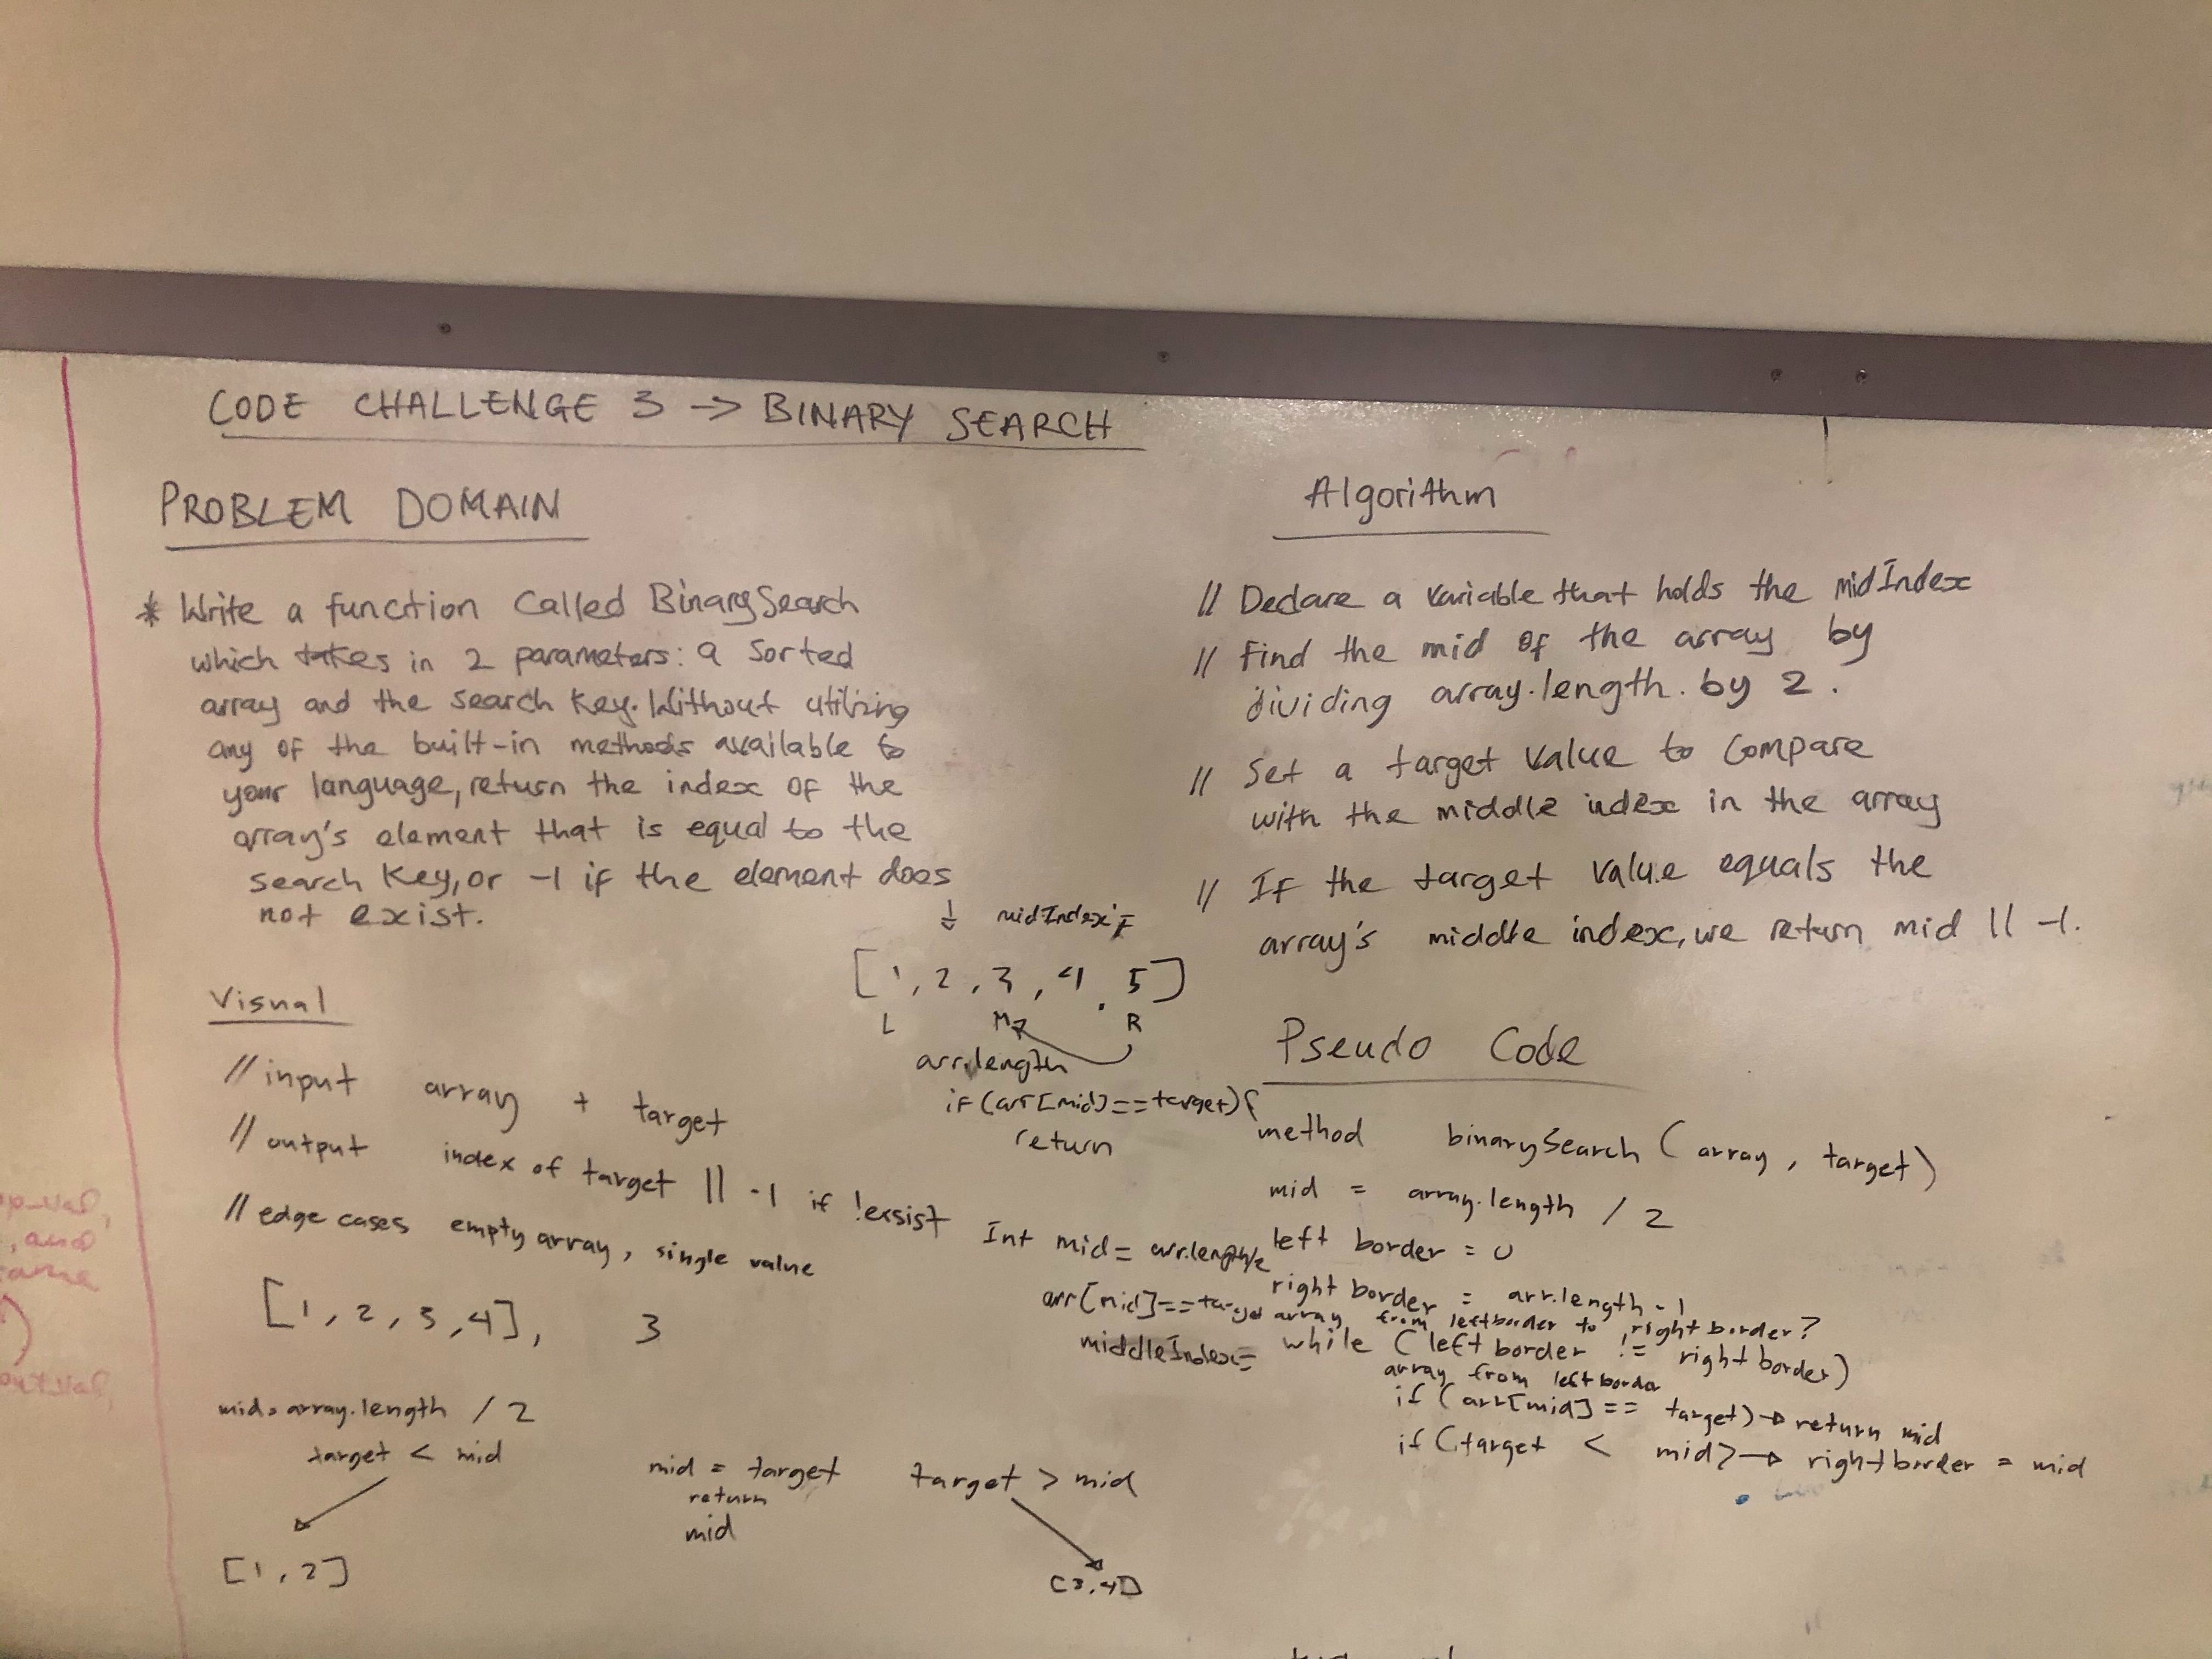 CODE CHALLENGE 3 -> BINARY SEARCH
PROBLEM DOMAIN
* Write a function called BinarySearch
which takes in 2 parameters: a sorted
array and the search key. Without utilizing
any of the built-in methods available to
your language, return the index of the
array's element that is equal to the
search key, or -1 if the element does
not exist.
midIndex =
[1, 2, 3, 4, 5]
L M R
arr.length
if (arr[mid]==target){
return
Visual
// input array + target
// output index of target || -1 if !exsist
// edge cases empty array, single value
[1, 2, 3, 4], 3
mid = array.length / 2
target < mid
[1, 2]
mid = target
return
mid
target > mid
[3, 4]
Int mid = arr.length/2
arr[mid]==target
middleIndex=
Algorithm
// Declare a variable that holds the midIndex
// Find the mid of the array by
dividing array.length. by 2.
// Set a target value to compare
with the middle index in the array
// If the target value equals the
array's middle index, we return mid || -1.
Pseudo Code
method binarySearch (array, target)
mid = array.length / 2
left border = 0
right border = arr.length - 1
array from leftborder to rightborder?
while (left border != right border)
array from leftborder
if (arr[mid] == target) -> return mid
if (target < mid) -> rightborder = mid